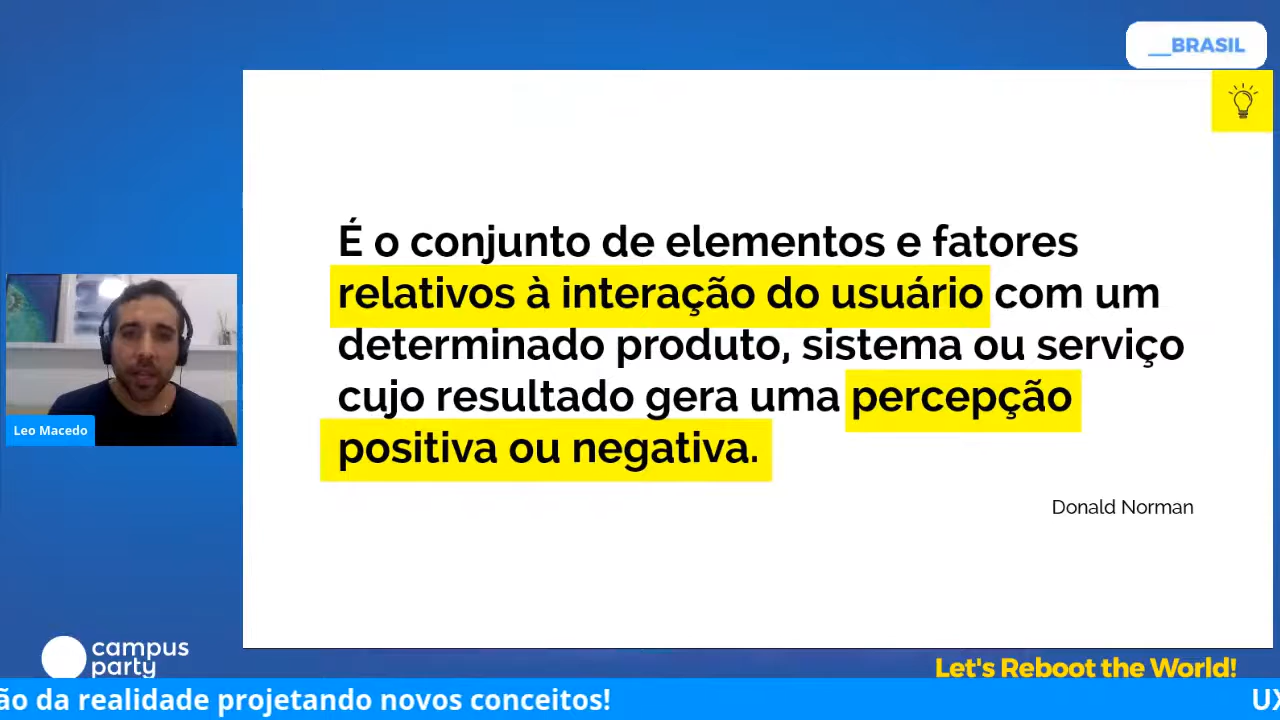 __BRASIL
É o conjunto de elementos e fatores
relativos à interação do usuário com um
determinado produto, sistema ou serviço
cujo resultado gera uma percepção
positiva ou negativa.
Donald Norman
Leo Macedo
campus
party
Let's Reboot the World!
ão da realidade projetando novos conceitos!
UX